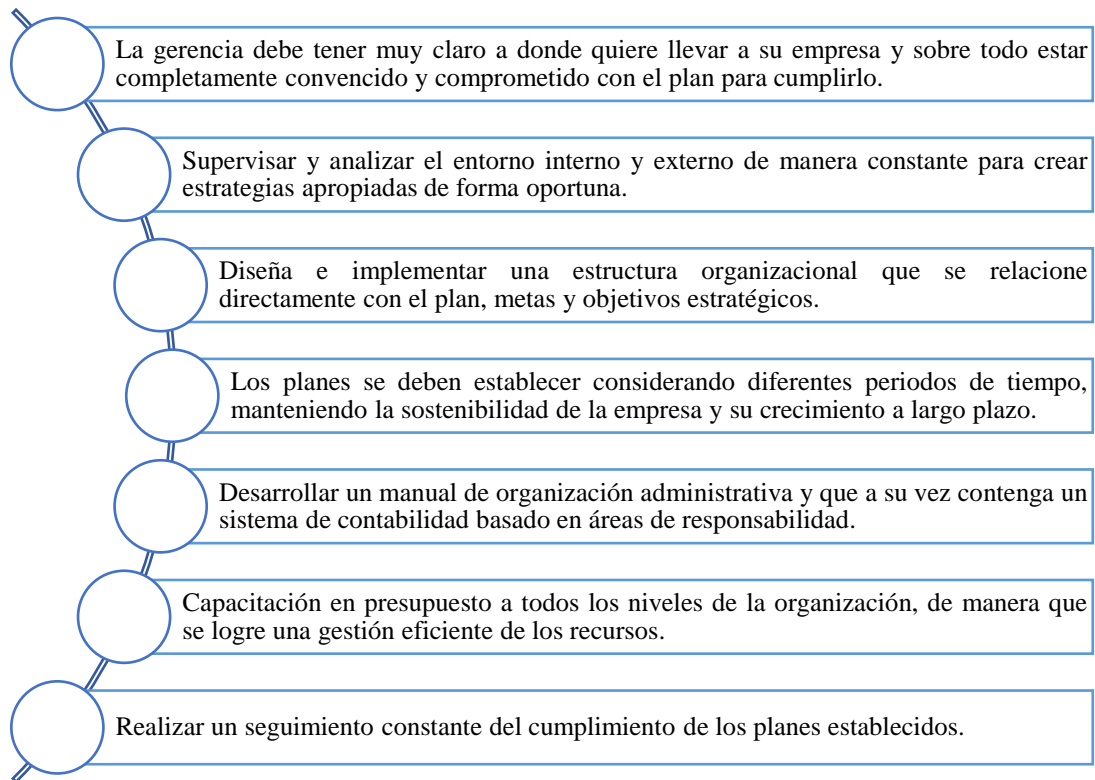 La gerencia debe tener muy claro a donde quiere llevar a su empresa y sobre todo estar
completamente convencido y comprometido con el plan para cumplirlo.
Supervisar y analizar el entorno interno y externo de manera constante para crear
estrategias apropiadas de forma oportuna.
Diseña e implementar una estructura organizacional que se relacione
directamente con el plan, metas y objetivos estratégicos.
Los planes se deben establecer considerando diferentes periodos de tiempo,
manteniendo la sostenibilidad de la empresa y su crecimiento a largo plazo.
Desarrollar un manual de organización administrativa y que a su vez contenga un
sistema de contabilidad basado en áreas de responsabilidad.
Capacitación en presupuesto a todos los niveles de la organización, de manera que
se logre una gestión eficiente de los recursos.
Realizar un seguimiento constante del cumplimiento de los planes establecidos.